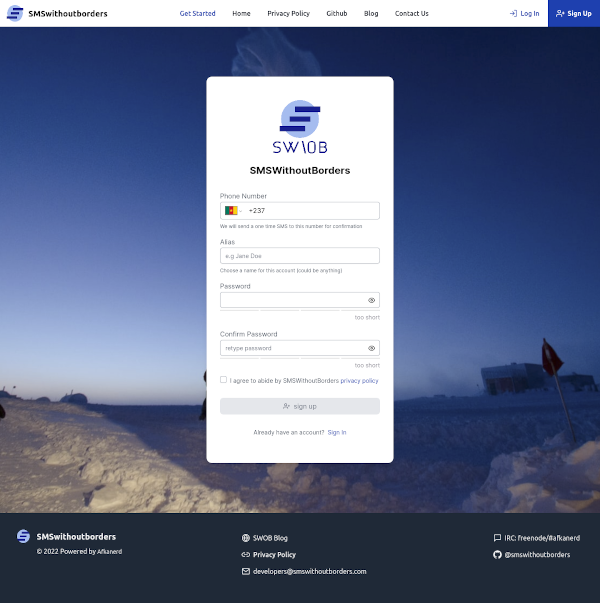 SMSwithoutborders
Get Started
Home
Privacy Policy
Github
Blog
Contact Us
Log In
Sign Up
SW\OB
SMSWithoutBorders
Phone Number
+237
We will send a one time SMS to this number for confirmation
Alias
e.g Jane Doe
Choose a name for this account (could be anything)
Password
too short
Confirm Password
retype password
too short
I agree to abide by SMSWithoutBorders privacy policy
sign up
Already have an account? Sign In
SMSwithoutborders
© 2022 Powered by Afkanerd
SWOB Blog
Privacy Policy
developers@smswithoutborders.com
IRC: freenode/#afkanerd
@smswithoutborders